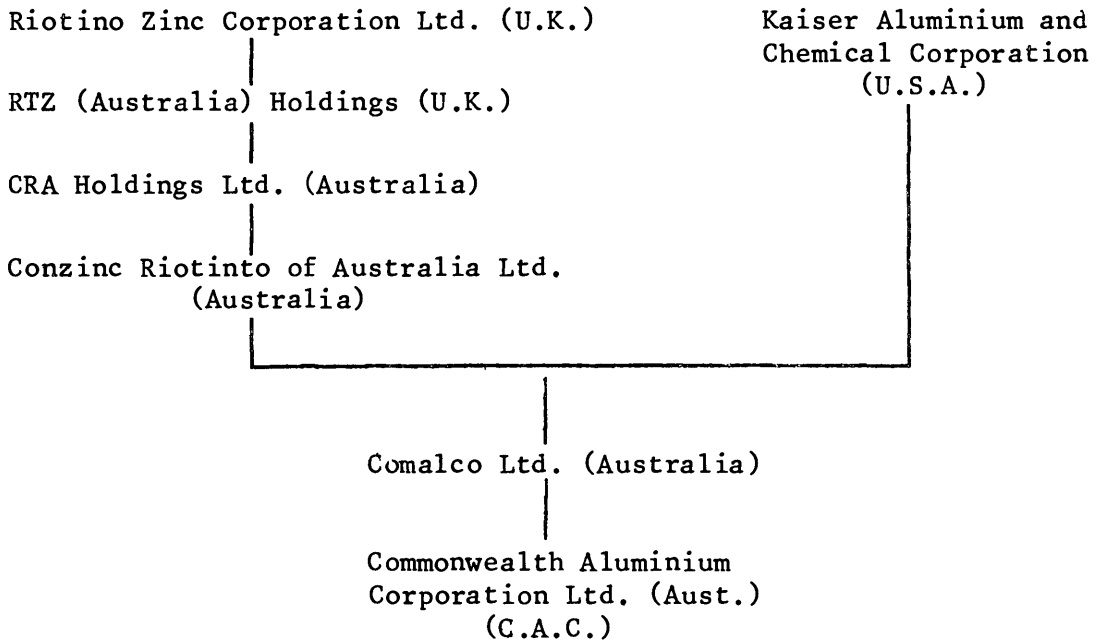 Riotino Zinc Corporation Ltd. (U.K.)
RTZ (Australia) Holdings (U.K.)
CRA Holdings Ltd. (Australia)
Conzinc Riotinto of Australia Ltd.
(Australia)
Kaiser Aluminium and
Chemical Corporation
(U.S.A.)
Comalco Ltd. (Australia)
Commonwealth Aluminium
Corporation Ltd. (Aust.)
(C.A.C.)